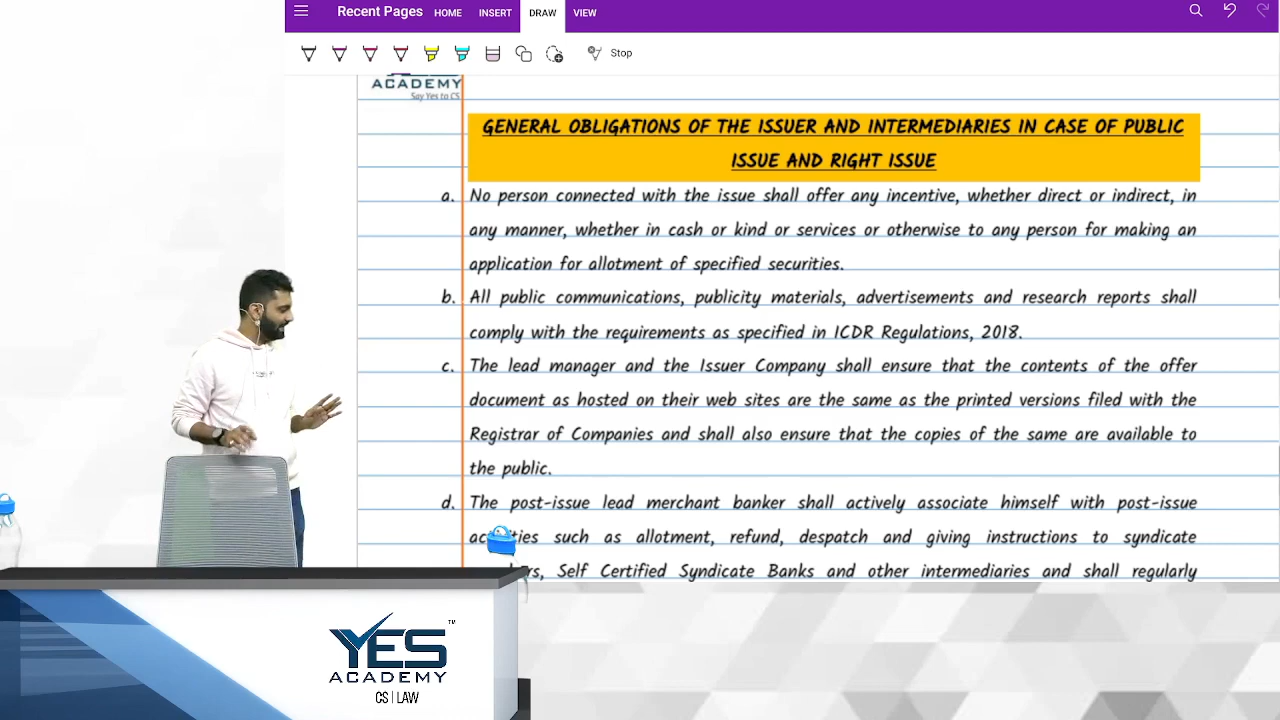 Recent Pages HOME INSERT DRAW VIEW
Stop
ACADEMY
Say Yes to CS
GENERAL OBLIGATIONS OF THE ISSUER AND INTERMEDIARIES IN CASE OF PUBLIC
ISSUE AND RIGHT ISSUE
a. No person connected with the issue shall offer any incentive, whether direct or indirect, in
any manner, whether in cash or kind or services or otherwise to any person for making an
application for allotment of specified securities.
b. All public communications, publicity materials, advertisements and research reports shall
comply with the requirements as specified in ICDR Regulations, 2018.
c. The lead manager and the Issuer Company shall ensure that the contents of the offer
document as hosted on their web sites are the same as the printed versions filed with the
Registrar of Companies and shall also ensure that the copies of the same are available to
the public.
d. The post-issue lead merchant banker shall actively associate himself with post-issue
such as allotment, refund, despatch and giving instructions to syndicate
Self Certified Syndicate Banks and other intermediaries and shall regularly
YES™
ACADEMY
CS | LAW